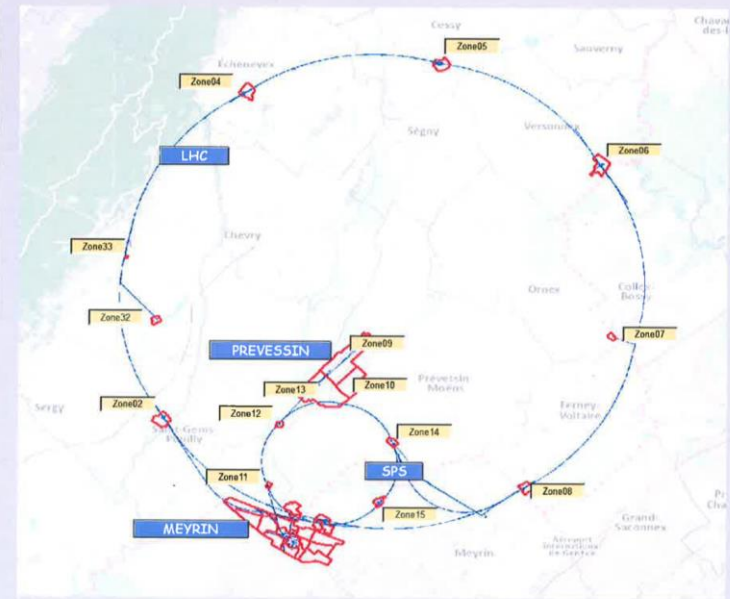 Cessy
Zone05
Sauverny
Échenevex
Zone04
Ségny
Versonnex
Zone06
LHC
Chevry
Zone33
Ornex
Collex-
Bossy
Zone32
Zone07
PREVESSIN
Zone09
Zone13
Zone10
Prévessin
Moëns
Sergy
Zone02
Zone12
Ferney-
Voltaire
Saint-Genis
Pouilly
Zone14
Zone11
SPS
Zone08
MEYRIN
Zone15
Meyrin
Grand-
Saconnex